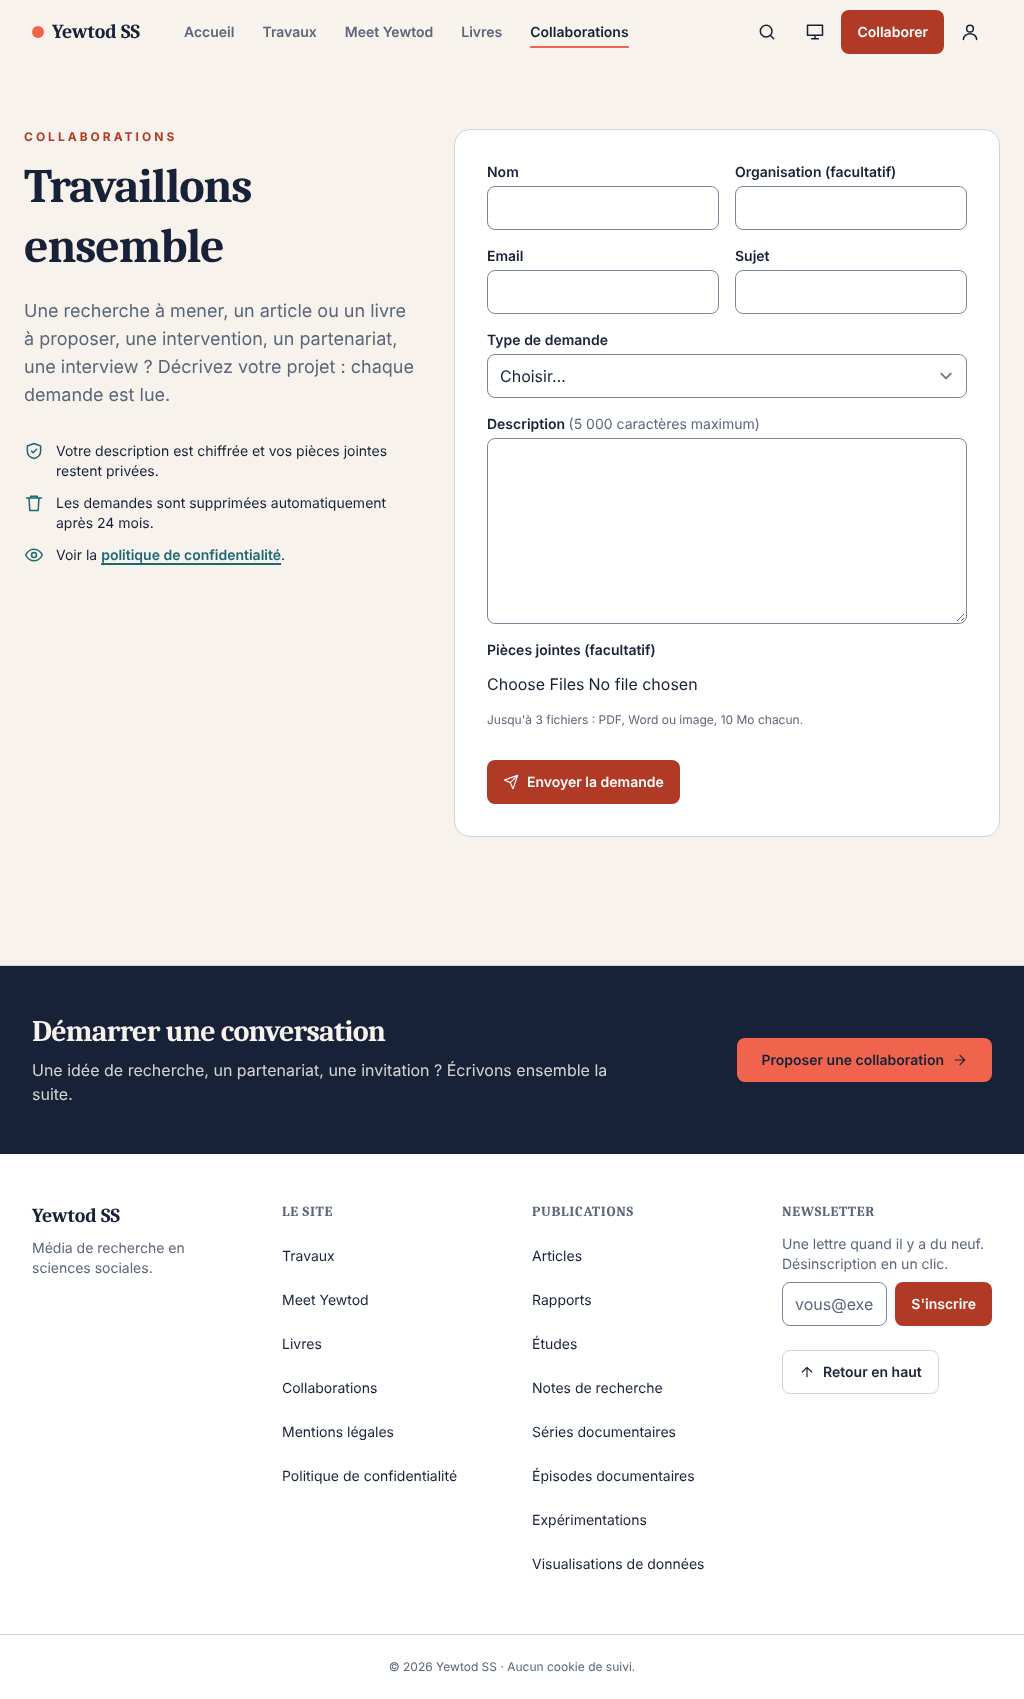 Yewtod SS
Accueil
Travaux
Meet Yewtod
Livres
Collaborations
Collaborer
COLLABORATIONS
Travaillons
ensemble
Une recherche à mener, un article ou un livre
à proposer, une intervention, un partenariat,
une interview ? Décrivez votre projet : chaque
demande est lue.
Votre description est chiffrée et vos pièces jointes
restent privées.
Les demandes sont supprimées automatiquement
après 24 mois.
Voir la politique de confidentialité.
Nom
Organisation (facultatif)
Email
Sujet
Type de demande
Choisir…
Description (5 000 caractères maximum)
Pièces jointes (facultatif)
Choose Files No file chosen
Jusqu'à 3 fichiers : PDF, Word ou image, 10 Mo chacun.
Envoyer la demande
Démarrer une conversation
Une idée de recherche, un partenariat, une invitation ? Écrivons ensemble la
suite.
Proposer une collaboration
Yewtod SS
Média de recherche en
sciences sociales.
LE SITE
Travaux
Meet Yewtod
Livres
Collaborations
Mentions légales
Politique de confidentialité
PUBLICATIONS
Articles
Rapports
Études
Notes de recherche
Séries documentaires
Épisodes documentaires
Expérimentations
Visualisations de données
NEWSLETTER
Une lettre quand il y a du neuf.
Désinscription en un clic.
vous@exe
S'inscrire
Retour en haut
© 2026 Yewtod SS · Aucun cookie de suivi.